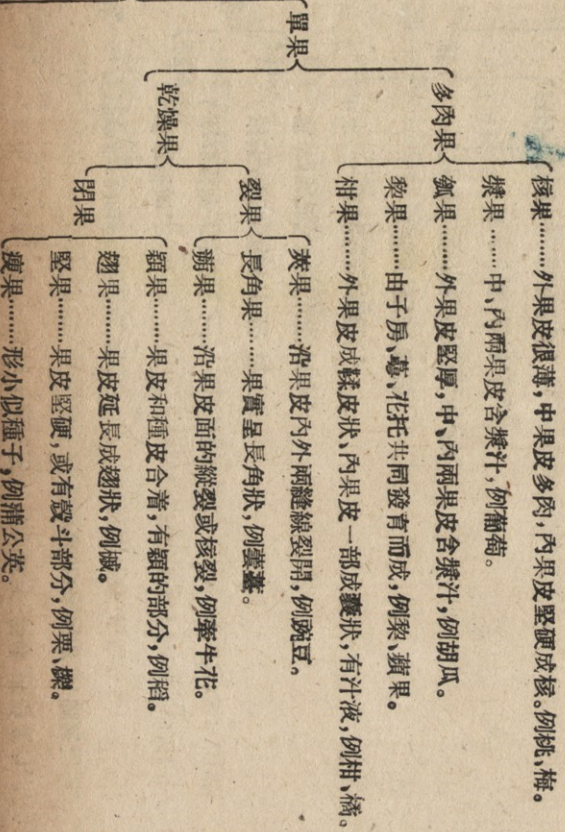 單果
多肉果
核果……外果皮很薄,中果皮多肉,內果皮堅硬成核。例桃、梅。
漿果……中、內兩果皮含漿汁,例葡萄。
瓠果……外果皮堅厚,中、內兩果皮含漿汁,例胡瓜。
黎果……由子房、萼、花托共同發育而成,例黎、蘋果。
柑果……外果皮成鞣皮狀、內果皮一部成囊狀,有汁液,例柑、橘。
乾燥果
裂果
莢果……沿果皮內外兩縫線裂開,例豌豆。
長角果……果實呈長角狀,例蕓薹。
蒴果……沿果皮面的縱裂或核裂,例牽牛花。
閉果
穎果……果皮和種皮合着,有穎的部分,例稻。
翅果……果皮延長成翅狀,例槭。
堅果……果皮堅硬,或有殼斗部分,例栗、櫟。
瘦果……形小似種子,例蒲公英。